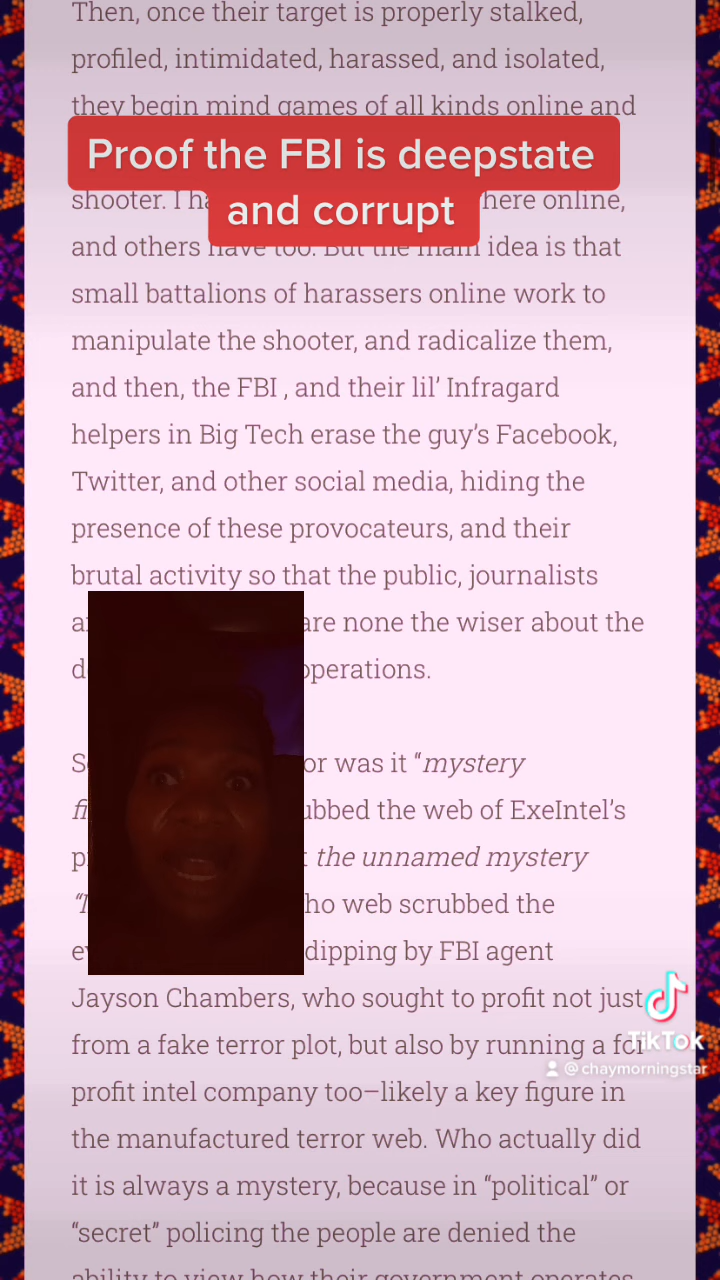 Then, once their target is properly stalked,
profiled, intimidated, harassed, and isolated,
they begin mind games of all kinds online and
Proof the FBI is deepstate
and corrupt
shooter. I ha here online,
and others have too. But the main idea is that
small battalions of harassers online work to
manipulate the shooter, and radicalize them,
and then, the FBI , and their lil’ Infragard
helpers in Big Tech erase the guy’s Facebook,
Twitter, and other social media, hiding the
presence of these provocateurs, and their
brutal activity so that the public, journalists
are none the wiser about the
operations.
or was it “mystery
ubbed the web of ExeIntel’s
the unnamed mystery
ho web scrubbed the
dipping by FBI agent
Jayson Chambers, who sought to profit not just
from a fake terror plot, but also by running a for
profit intel company too–likely a key figure in
the manufactured terror web. Who actually did
it is always a mystery, because in “political” or
“secret” policing the people are denied the
ability to view how their government operates
TikTok
@chaymorningstar